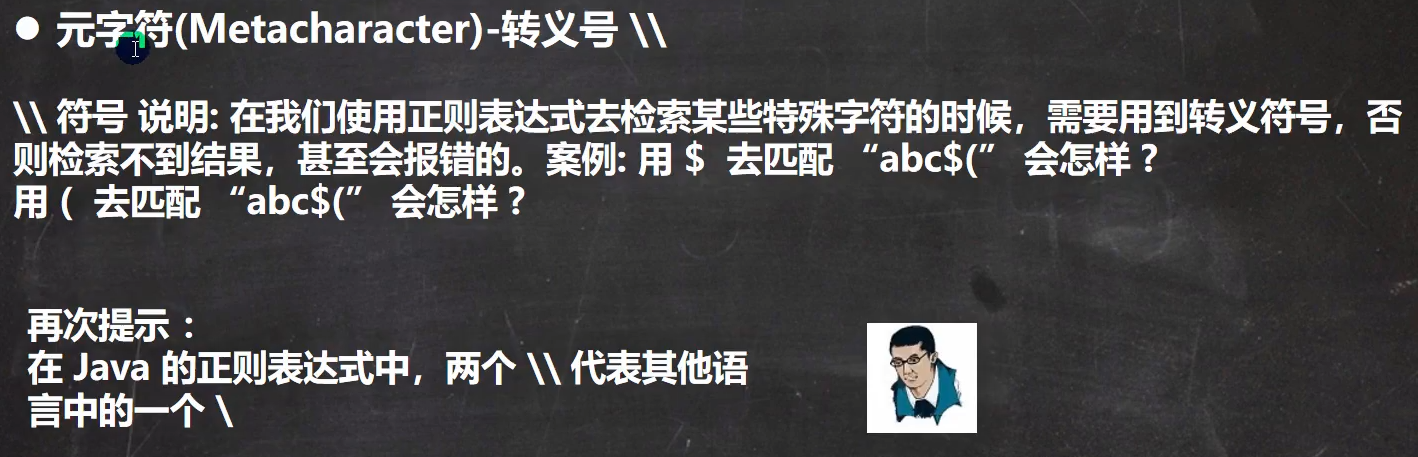 ● 元字符(Metacharacter)-转义号 \\
\\ 符号 说明: 在我们使用正则表达式去检索某些特殊字符的时候，需要用到转义符号，否
则检索不到结果，甚至会报错的。案例: 用 $ 去匹配 “abc$(” 会怎样？
用 ( 去匹配 “abc$(” 会怎样？
再次提示：
在 Java 的正则表达式中，两个 \\ 代表其他语
言中的一个 \